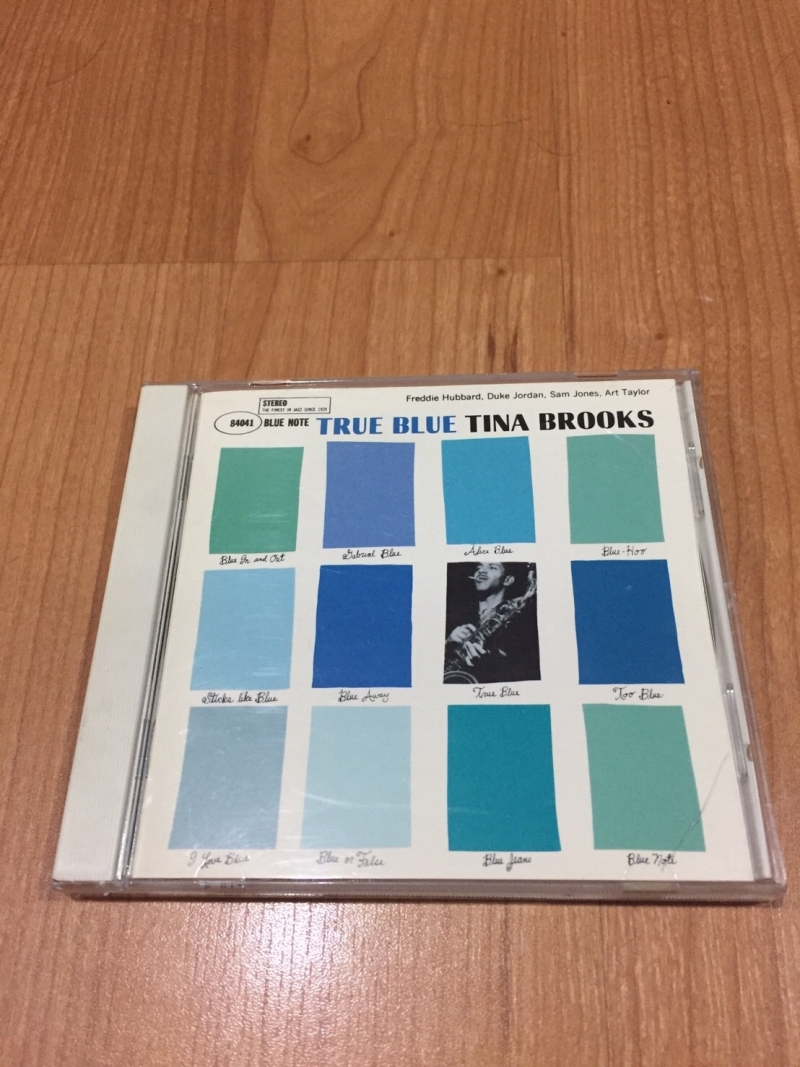 Freddie Hubbard, Duke Jordan, Sam Jones, Art Taylor
STEREO
THE FINEST IN JAZZ SINCE 1939
84041 BLUE NOTE TRUE BLUE TINA BROOKS
Blue In and Out
Gabriel Blue
Alice Blue
Blue-Hoo
Sticks like Blue
Blue Away
True Blue
Too Blue
I Love Blue
Blue or False
Blue Jeans
Blue Note